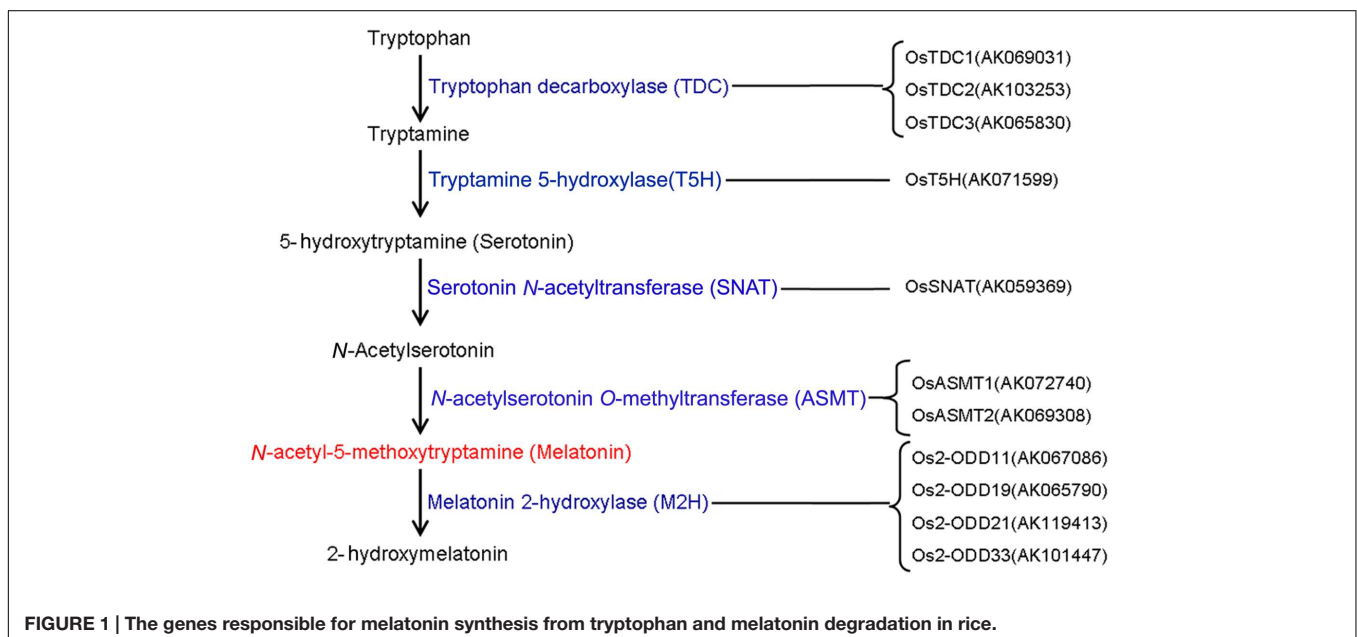 Tryptophan
Tryptophan decarboxylase (TDC)
OsTDC1(AK069031)
OsTDC2(AK103253)
OsTDC3(AK065830)
Tryptamine
Tryptamine 5-hydroxylase(T5H)
OsT5H(AK071599)
5-hydroxytryptamine (Serotonin)
Serotonin N-acetyltransferase (SNAT)
OsSNAT(AK059369)
N-Acetylserotonin
N-acetylserotonin O-methyltransferase (ASMT)
OsASMT1(AK072740)
OsASMT2(AK069308)
N-acetyl-5-methoxytryptamine (Melatonin)
Melatonin 2-hydroxylase (M2H)
Os2-ODD11(AK067086)
Os2-ODD19(AK065790)
Os2-ODD21(AK119413)
Os2-ODD33(AK101447)
2-hydroxymelatonin
FIGURE 1 | The genes responsible for melatonin synthesis from tryptophan and melatonin degradation in rice.